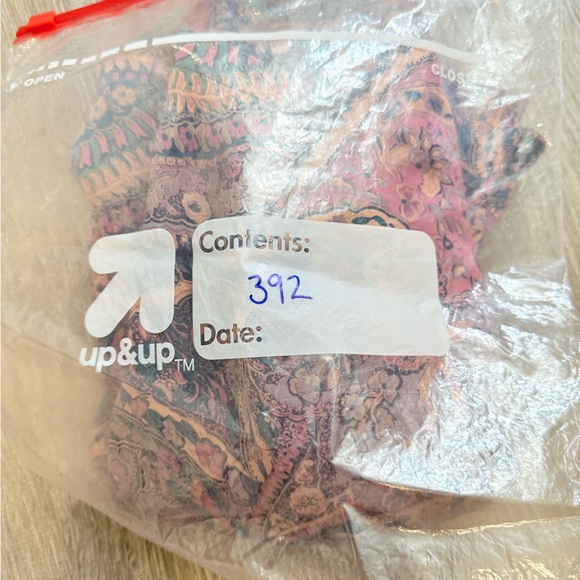 OPEN
CLOSE
Contents:
392
Date:
up&up™